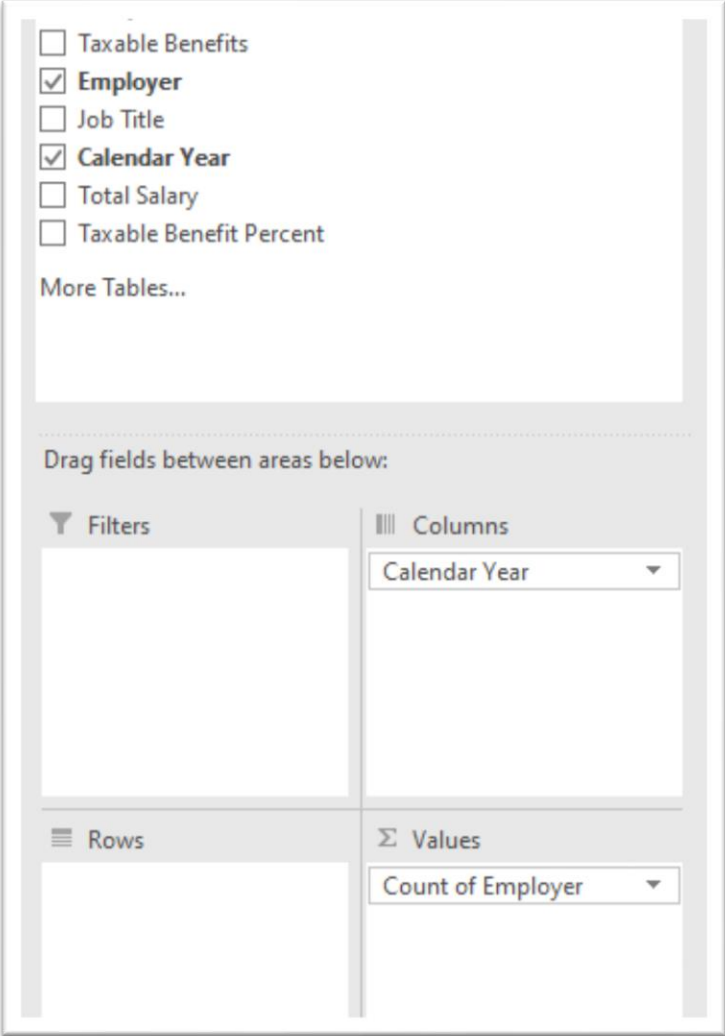 Taxable Benefits
Employer
Job Title
Calendar Year
Total Salary
Taxable Benefit Percent
More Tables...
Drag fields between areas below:
Filters
Columns
Calendar Year
Rows
Σ Values
Count of Employer